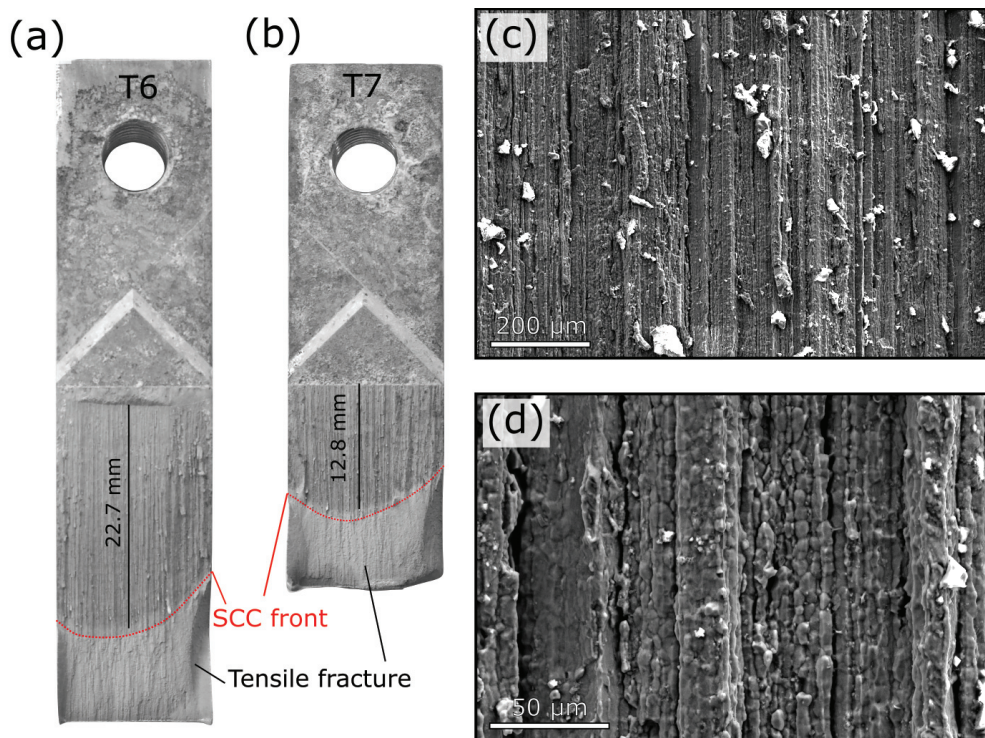 (a)
T6
22.7 mm
(b)
T7
12.8 mm
SCC front
Tensile fracture
(c)
200 µm
(d)
50 µm